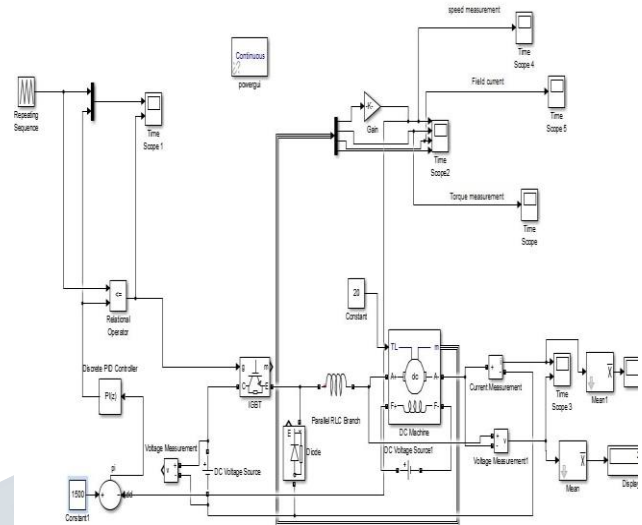 speed measurement
Time
Scope 4
Continuous
powergui
Field current
Time
Scope 5
Repeating
Sequence
Time
Scope 1
Gain
Time
Scope2
Torque measurement
Time
Scope
<=
Relational
Operator
20
Constant
Discrete PID Controller
PI(z)
g
m
C
E
IGBT
TL
m
dc
A+
A-
F+
F-
DC Machine
Parallel RLC Branch
Diode
Current Measurement
Time
Scope 3
Mean1
Voltage Measurement
DC Voltage Source
DC Voltage Source1
Voltage Measurement1
Mean
Display
pi
1500
Constant1